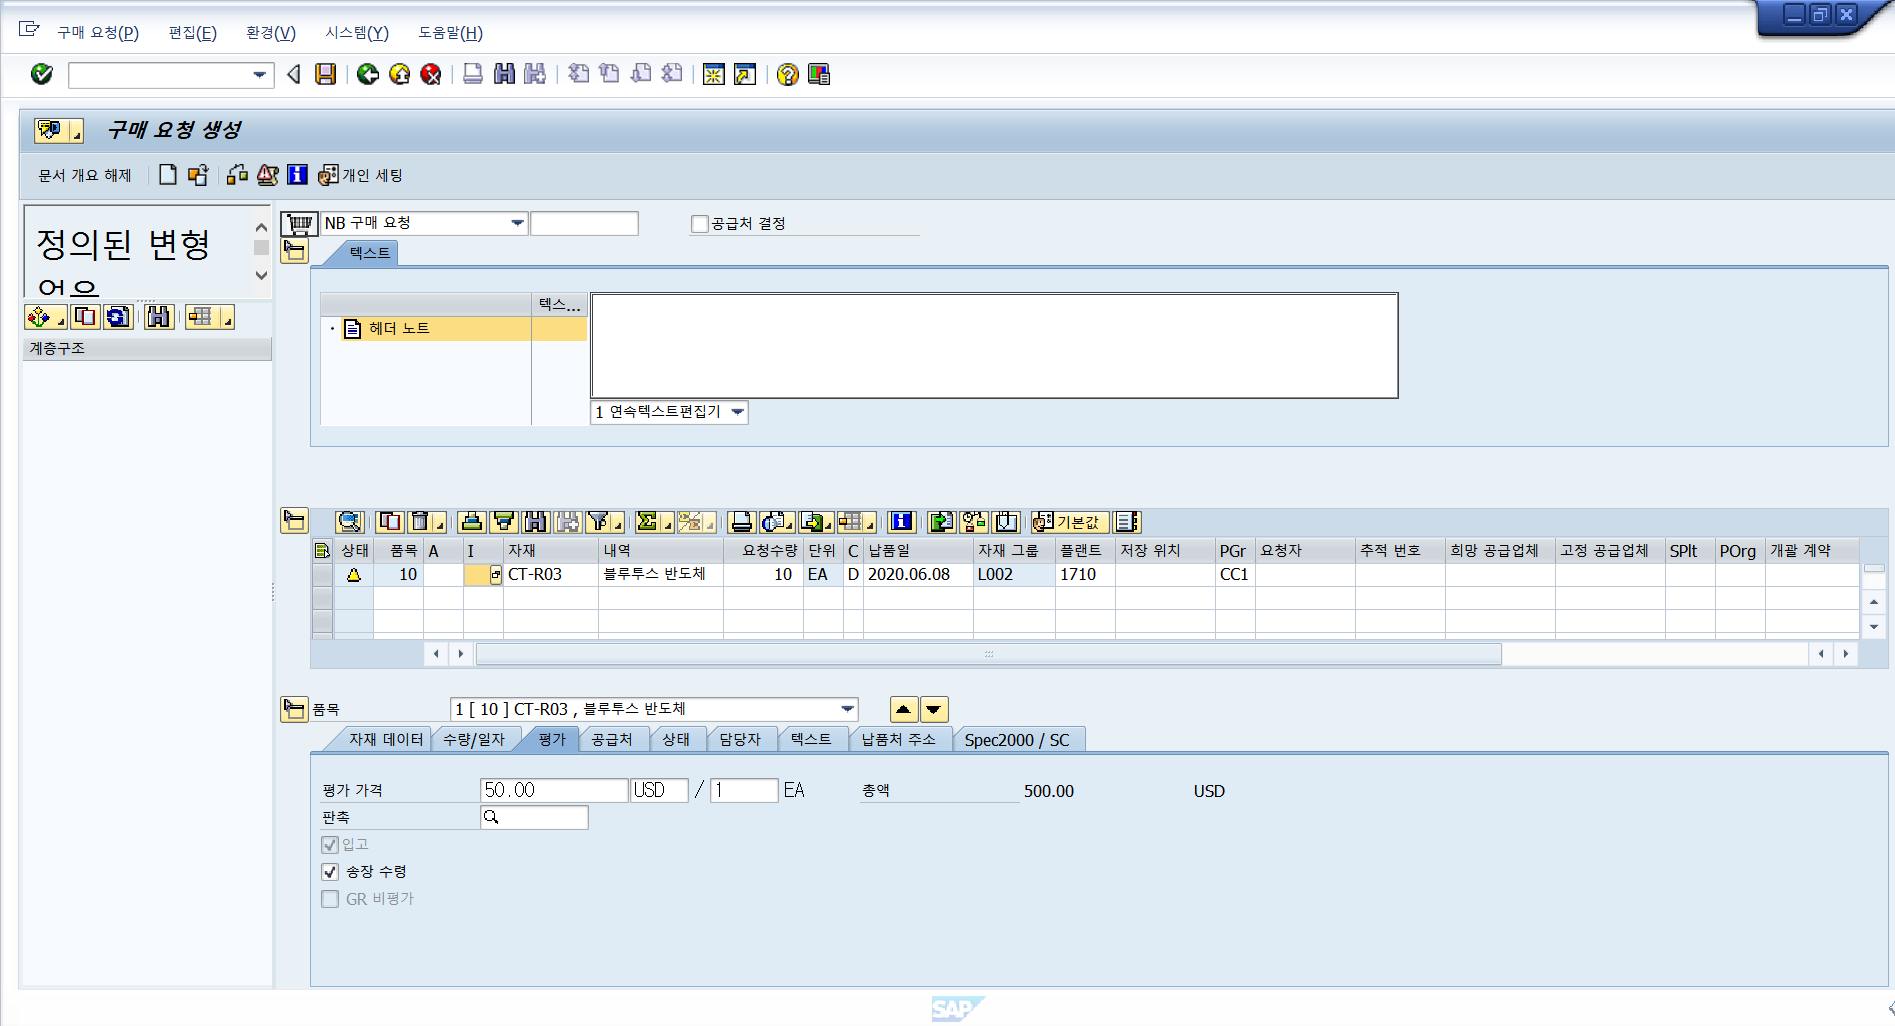 구매 요청(P) 편집(E) 환경(V) 시스템(Y) 도움말(H)
구매 요청 생성
문서 개요 해제 개인 세팅
정의된 변형
없음
계층구조
NB 구매 요청 공급처 결정
텍스트
텍스...
헤더 노트
1 연속텍스트편집기
기본값
상태 품목 A I 자재 내역 요청수량 단위 C 납품일 자재 그룹 플랜트 저장 위치 PGr 요청자 추적 번호 희망 공급업체 고정 공급업체 SPlt POrg 개괄 계약
10 CT-R03 블루투스 반도체 10 EA D 2020.06.08 L002 1710 CC1
품목 1 [ 10 ] CT-R03 , 블루투스 반도체
자재 데이터 수량/일자 평가 공급처 상태 담당자 텍스트 납품처 주소 Spec2000 / SC
평가 가격 50.00 USD / 1 EA 총액 500.00 USD
판촉
입고
송장 수령
GR 비평가
SAP